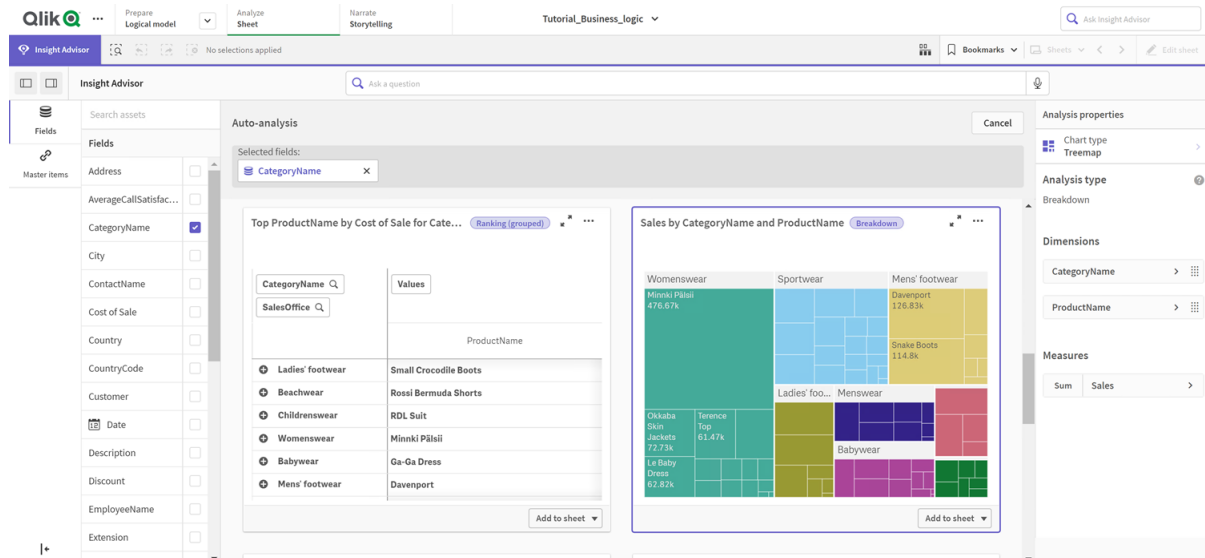 Qlik
Prepare
Logical model
Analyze
Sheet
Narrate
Storytelling
Tutorial_Business_logic
Ask Insight Advisor
Insight Advisor
No selections applied
Bookmarks
Sheets
Edit sheet
Insight Advisor
Ask a question
Fields
Master items
Search assets
Fields
Address
AverageCallSatisfac...
CategoryName
City
ContactName
Cost of Sale
Country
CountryCode
Customer
Date
Description
Discount
EmployeeName
Extension
Auto-analysis
Cancel
Selected fields:
CategoryName
Top ProductName by Cost of Sale for Cate...
Ranking (grouped)
CategoryName
Values
SalesOffice
ProductName
Ladies' footwear Small Crocodile Boots
Beachwear Rossi Bermuda Shorts
Childrenswear RDL Suit
Womenswear Minnki Pälsii
Babywear Ga-Ga Dress
Mens' footwear Davenport
Add to sheet
Sales by CategoryName and ProductName
Breakdown
Womenswear
Sportwear
Mens' footwear
Minnki Pälsii
476.67k
Davenport
126.83k
Snake Boots
114.8k
Ladies' foo...
Menswear
Okkaba
Skin
Jackets
72.73k
Terence
Top
61.47k
Le Baby
Dress
62.82k
Babywear
Add to sheet
Analysis properties
Chart type
Treemap
Analysis type
Breakdown
Dimensions
CategoryName
ProductName
Measures
Sum Sales